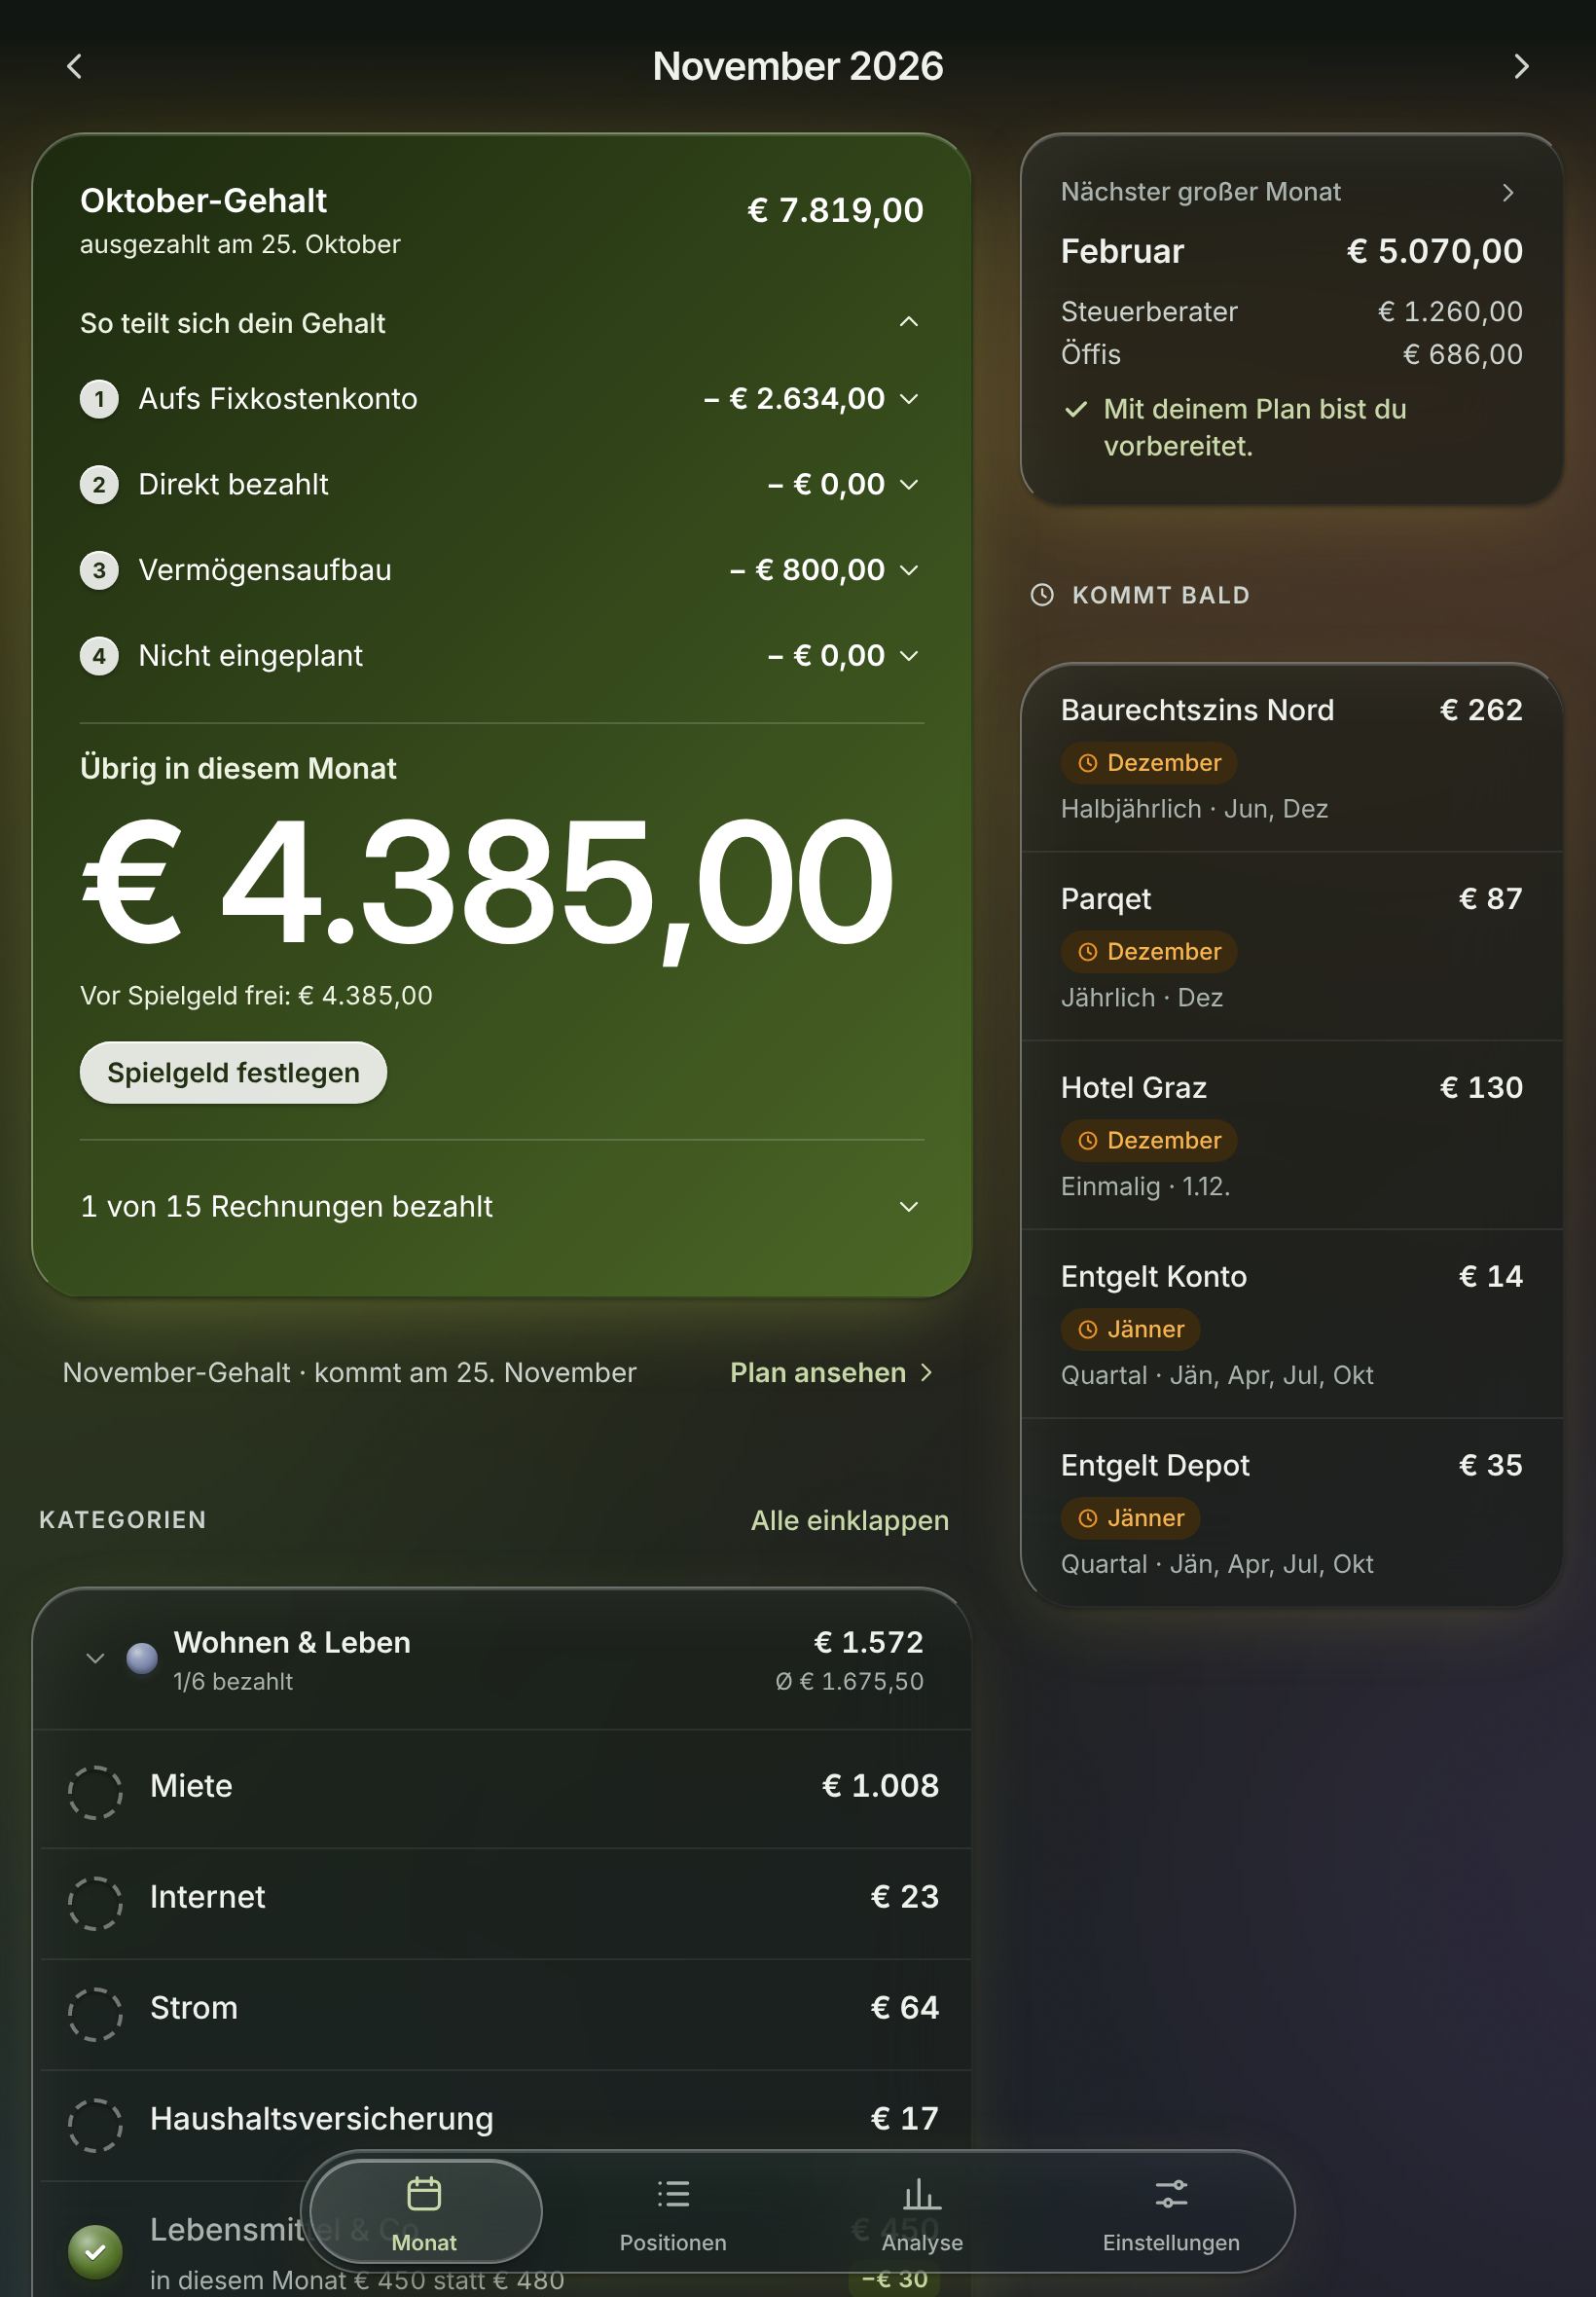 November 2026
Oktober-Gehalt
€ 7.819,00
ausgezahlt am 25. Oktober
So teilt sich dein Gehalt
1 Aufs Fixkostenkonto – € 2.634,00
2 Direkt bezahlt – € 0,00
3 Vermögensaufbau – € 800,00
4 Nicht eingeplant – € 0,00
Übrig in diesem Monat
€ 4.385,00
Vor Spielgeld frei: € 4.385,00
Spielgeld festlegen
1 von 15 Rechnungen bezahlt
November-Gehalt · kommt am 25. November Plan ansehen
KATEGORIEN Alle einklappen
Wohnen & Leben € 1.572
1/6 bezahlt Ø € 1.675,50
Miete € 1.008
Internet € 23
Strom € 64
Haushaltsversicherung € 17
Lebensmittel & Co € 450
in diesem Monat € 450 statt € 480 –€ 30
Nächster großer Monat
Februar € 5.070,00
Steuerberater € 1.260,00
Öffis € 686,00
Mit deinem Plan bist du
vorbereitet.
KOMMT BALD
Baurechtszins Nord € 262
Dezember
Halbjährlich · Jun, Dez
Parqet € 87
Dezember
Jährlich · Dez
Hotel Graz € 130
Dezember
Einmalig · 1.12.
Entgelt Konto € 14
Jänner
Quartal · Jän, Apr, Jul, Okt
Entgelt Depot € 35
Jänner
Quartal · Jän, Apr, Jul, Okt
Monat Positionen Analyse Einstellungen